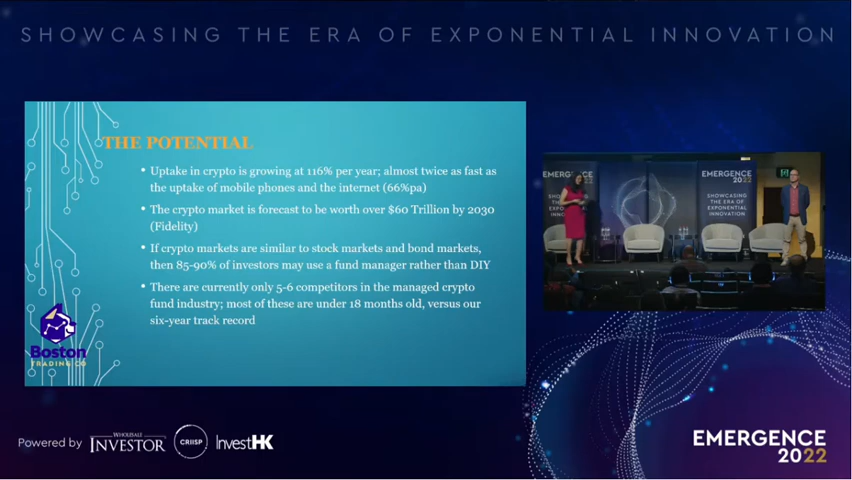 SHOWCASING THE ERA OF EXPONENTIAL INNOVATION
THE POTENTIAL
• Uptake in crypto is growing at 116% per year; almost twice as fast as
the uptake of mobile phones and the internet (66%pa)
• The crypto market is forecast to be worth over $60 Trillion by 2030
(Fidelity)
• If crypto markets are similar to stock markets and bond markets,
then 85-90% of investors may use a fund manager rather than DIY
• There are currently only 5-6 competitors in the managed crypto
fund industry; most of these are under 18 months old, versus our
six-year track record
Boston
TRADING CO
EMERGENCE
2022
SHOWCASING
THE ERA OF
EXPONENTIAL
INNOVATION
Powered by
WHOLESALE
INVESTOR
CRIISP
InvestHK
EMERGENCE
2022